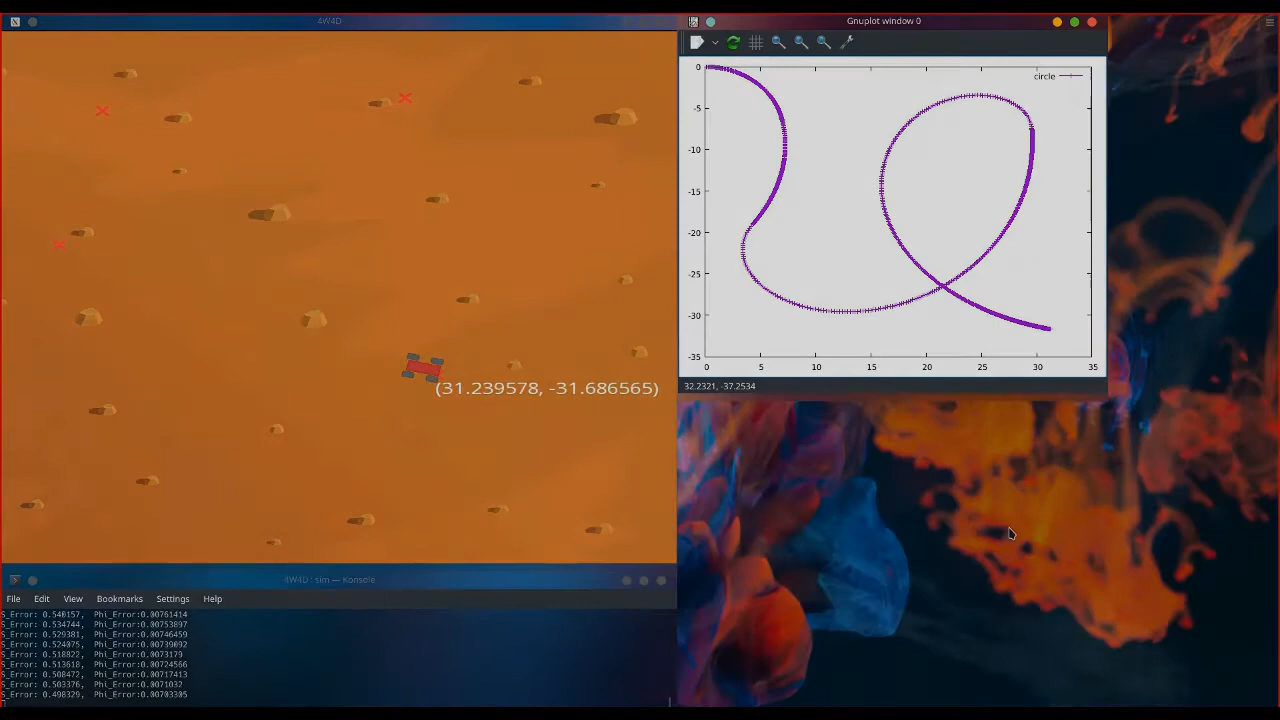 4W4D
(31.239578, -31.686565)
Gnuplot window 0
circle
0
-5
-10
-15
-20
-25
-30
-35
0 5 10 15 20 25 30 35
32.2321, -37.2534
4W4D : sim — Konsole
File Edit View Bookmarks Settings Help
S_Error: 0.540157, Phi_Error:0.00761414
S_Error: 0.534744, Phi_Error:0.00753897
S_Error: 0.529381, Phi_Error:0.00746459
S_Error: 0.524075, Phi_Error:0.00739092
S_Error: 0.518822, Phi_Error:0.0073179
S_Error: 0.513618, Phi_Error:0.00724566
S_Error: 0.508472, Phi_Error:0.00717413
S_Error: 0.503376, Phi_Error:0.0071032
S_Error: 0.498329, Phi_Error:0.00703305